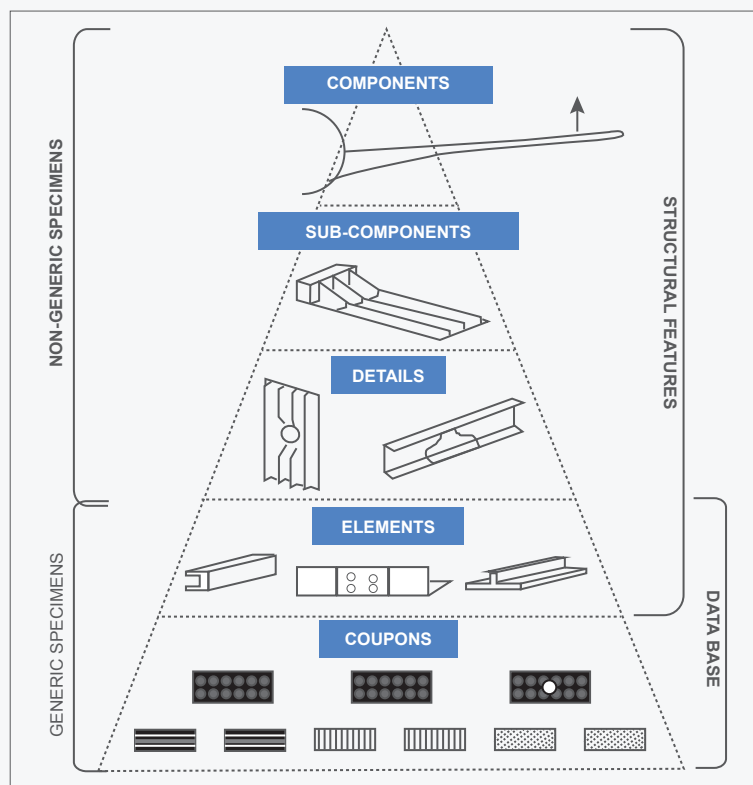 COMPONENTS
NON-GENERIC SPECIMENS
STRUCTURAL FEATURES
SUB-COMPONENTS
DETAILS
ELEMENTS
GENERIC SPECIMENS
DATA BASE
COUPONS